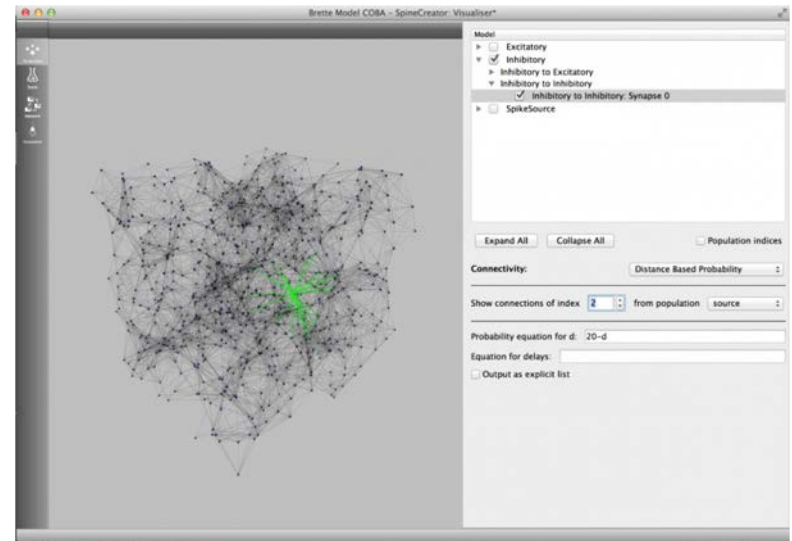 Brette Model COBA - SpineCreator: Visualiser*
Model
Excitatory
Inhibitory
Inhibitory to Excitatory
Inhibitory to Inhibitory
Inhibitory to Inhibitory: Synapse 0
SpikeSource
Expand All Collapse All Population indices
Connectivity: Distance Based Probability
Show connections of index 2 from population source
Probability equation for d: 20-d
Equation for delays:
Output as explicit list